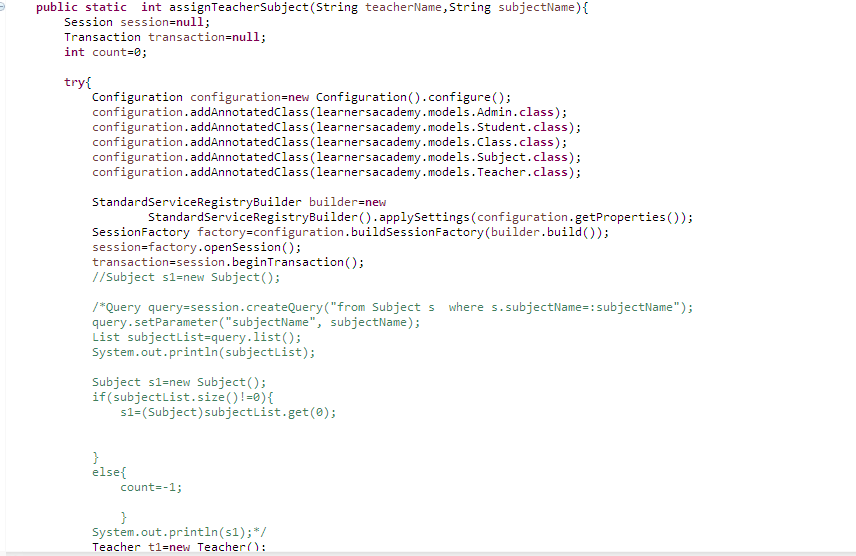 public static  int assignTeacherSubject(String teacherName,String subjectName){
    Session session=null;
    Transaction transaction=null;
    int count=0;

    try{
        Configuration configuration=new Configuration().configure();
        configuration.addAnnotatedClass(learnersacademy.models.Admin.class);
        configuration.addAnnotatedClass(learnersacademy.models.Student.class);
        configuration.addAnnotatedClass(learnersacademy.models.Class.class);
        configuration.addAnnotatedClass(learnersacademy.models.Subject.class);
        configuration.addAnnotatedClass(learnersacademy.models.Teacher.class);

        StandardServiceRegistryBuilder builder=new
                StandardServiceRegistryBuilder().applySettings(configuration.getProperties());
        SessionFactory factory=configuration.buildSessionFactory(builder.build());
        session=factory.openSession();
        transaction=session.beginTransaction();
        //Subject s1=new Subject();

        /*Query query=session.createQuery("from Subject s  where s.subjectName=:subjectName");
        query.setParameter("subjectName", subjectName);
        List subjectList=query.list();
        System.out.println(subjectList);

        Subject s1=new Subject();
        if(subjectList.size()!=0){
            s1=(Subject)subjectList.get(0);


        }
        else{
            count=-1;

            }
        System.out.println(s1);*/
        Teacher t1=new Teacher();